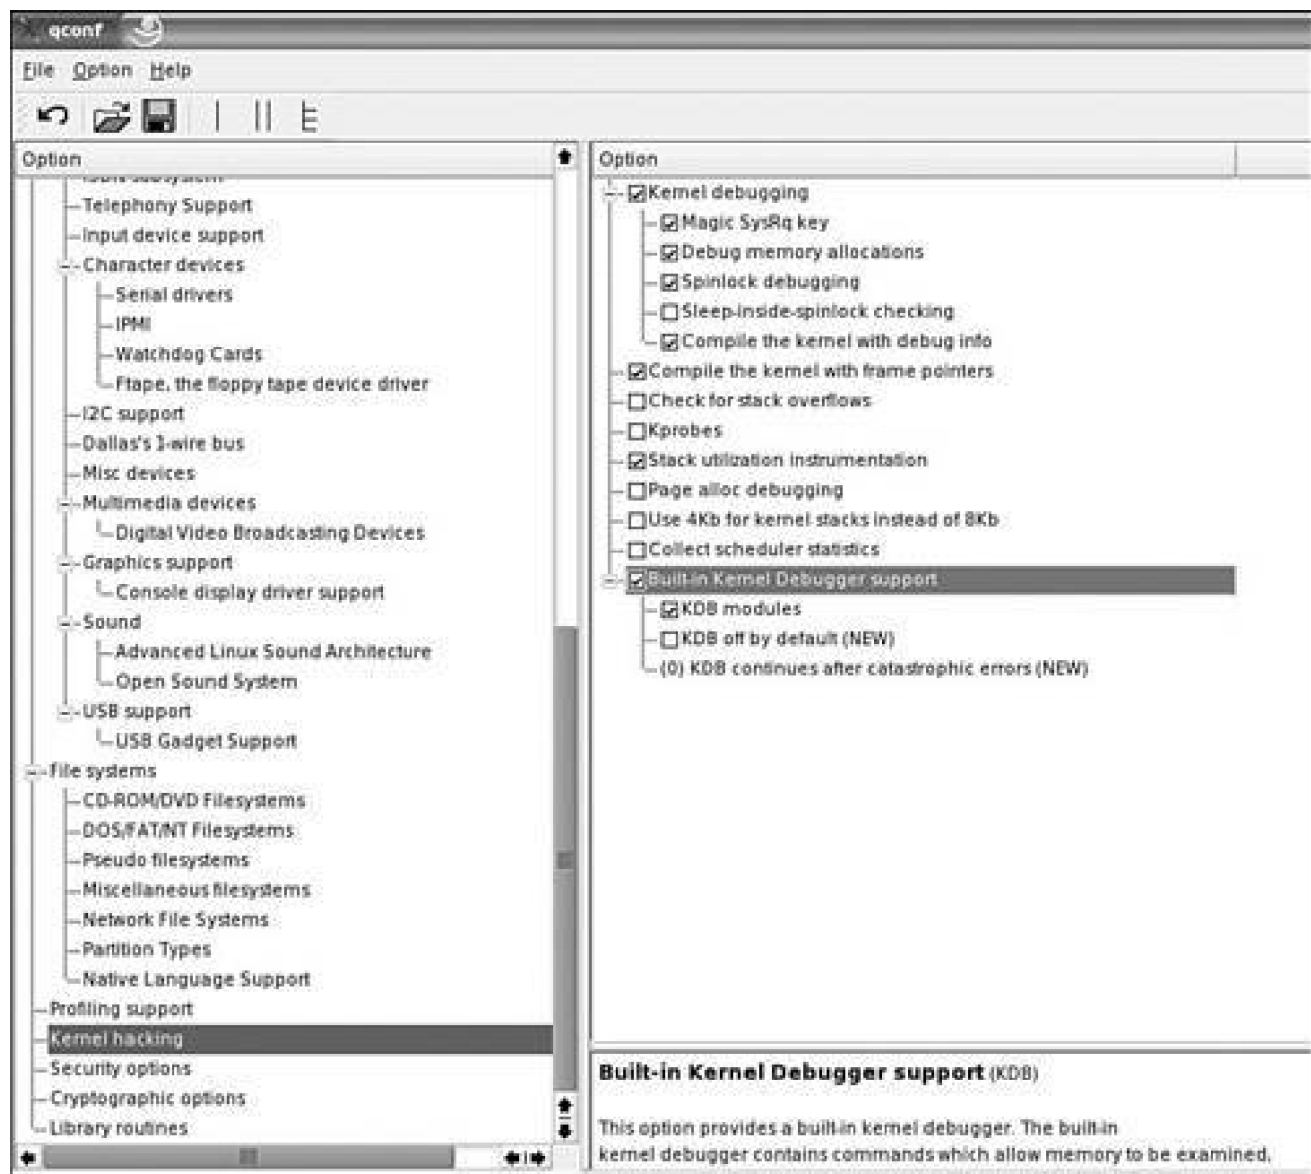 qconf
File Option Help
Option
ISDN subsystem
Telephony Support
Input device support
Character devices
Serial drivers
IPMI
Watchdog Cards
Ftape, the floppy tape device driver
I2C support
Dallas's 1-wire bus
Misc devices
Multimedia devices
Digital Video Broadcasting Devices
Graphics support
Console display driver support
Sound
Advanced Linux Sound Architecture
Open Sound System
USB support
USB Gadget Support
File systems
CD-ROM/DVD Filesystems
DOS/FAT/NT Filesystems
Pseudo filesystems
Miscellaneous filesystems
Network File Systems
Partition Types
Native Language Support
Profiling support
Kernel hacking
Security options
Cryptographic options
Library routines
Option
Kernel debugging
Magic SysRq key
Debug memory allocations
Spinlock debugging
Sleep-inside-spinlock checking
Compile the kernel with debug info
Compile the kernel with frame pointers
Check for stack overflows
Kprobes
Stack utilization instrumentation
Page alloc debugging
Use 4Kb for kernel stacks instead of 8Kb
Collect scheduler statistics
Built-in Kernel Debugger support
KDB modules
KDB off by default (NEW)
(0) KDB continues after catastrophic errors (NEW)
Built-in Kernel Debugger support (KDB)
This option provides a built-in kernel debugger. The built-in
kernel debugger contains commands which allow memory to be examined,